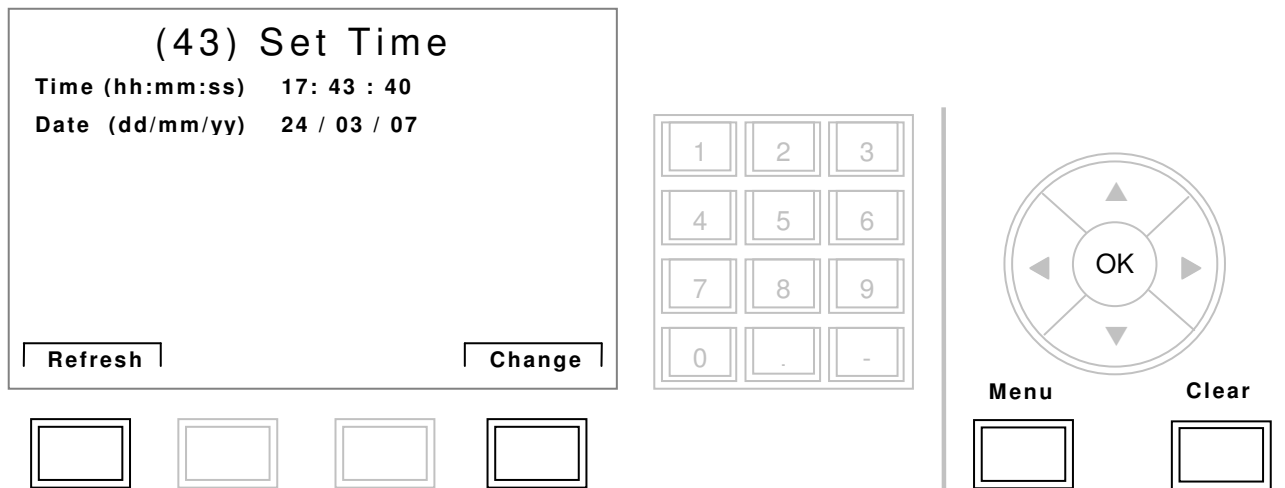 (43) Set Time
Time (hh:mm:ss) 17: 43 : 40
Date (dd/mm/yy) 24 / 03 / 07
Refresh Change
1 2 3
4 5 6
7 8 9
0 . -
OK
Menu Clear